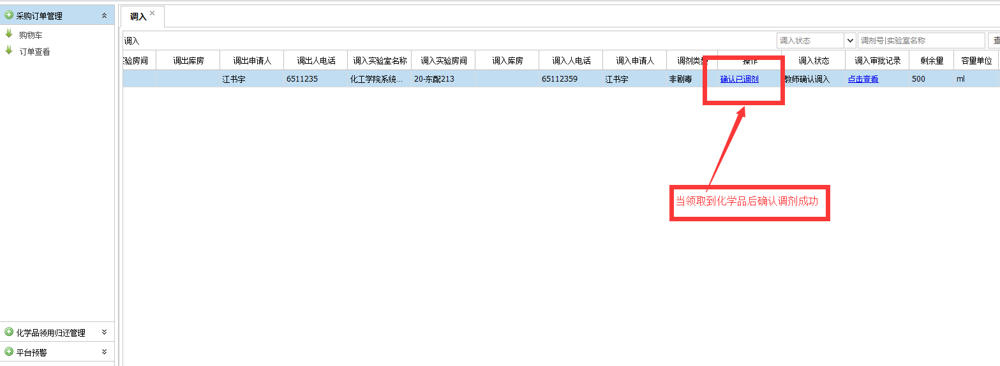 采购订单管理
购物车
订单查看
化学品领用归还管理
平台预警
调入
调入 调入状态 调剂号|实验室名称 查
验房间 调出库房 调出申请人 调出人电话 调入实验室名称 调入实验房间 调入库房 调入人电话 调入申请人 调剂类型 操作 调入状态 调入审批记录 剩余量 容量单位
江书宇 6511235 化工学院系统... 20-东配213 65112359 江书宇 非剧毒 确认已调剂 教师确认调入 点击查看 500 ml
当领取到化学品后确认调剂成功